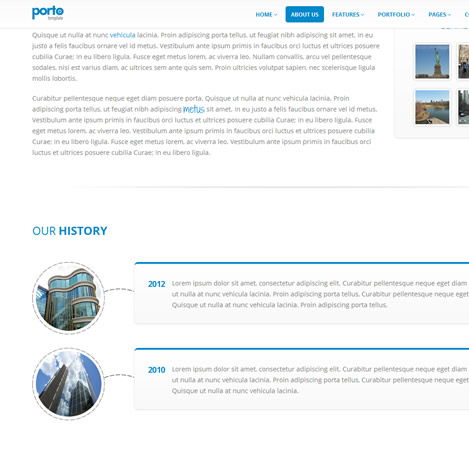 porto
template
HOME
ABOUT US
FEATURES
PORTFOLIO
PAGES
Quisque ut nulla at nunc vehicula lacinia. Proin adipiscing porta tellus, ut feugiat nibh adipiscing sit amet. In eu
justo a felis faucibus ornare vel id metus. Vestibulum ante ipsum primis in faucibus orci luctus et ultrices posuere cubilia
Curae; In eu libero ligula. Fusce eget metus lorem, ac viverra leo. Nullam convallis, arcu vel pellentesque
sodales, nisi est varius diam, ac ultrices sem ante quis sem. Proin ultricies volutpat sapien, nec scelerisque ligula
mollis lobortis.
Curabitur pellentesque neque eget diam posuere porta. Quisque ut nulla at nunc vehicula lacinia. Proin
adipiscing porta tellus, ut feugiat nibh adipiscing metus sit amet. In eu justo a felis faucibus ornare vel id metus.
Vestibulum ante ipsum primis in faucibus orci luctus et ultrices posuere cubilia Curae; In eu libero ligula. Fusce
eget metus lorem, ac viverra leo. Vestibulum ante ipsum primis in faucibus orci luctus et ultrices posuere cubilia
Curae; In eu libero ligula. Fusce eget metus lorem, ac viverra leo. Vestibulum ante ipsum primis in faucibus orci
luctus et ultrices posuere cubilia Curae; In eu libero ligula.
OUR HISTORY
2012 Lorem ipsum dolor sit amet, consectetur adipiscing elit. Curabitur pellentesque neque eget diam
ut nulla at nunc vehicula lacinia. Proin adipiscing porta tellus, ut feugiat nibh adipiscing sit amet.
Quisque ut nulla at nunc vehicula lacinia. Proin adipiscing porta tellus.
2010 Lorem ipsum dolor sit amet, consectetur adipiscing elit. Curabitur pellentesque neque eget diam
ut nulla at nunc vehicula lacinia. Proin adipiscing porta tellus, ut feugiat nibh adipiscing sit amet.
Quisque ut nulla at nunc vehicula lacinia.